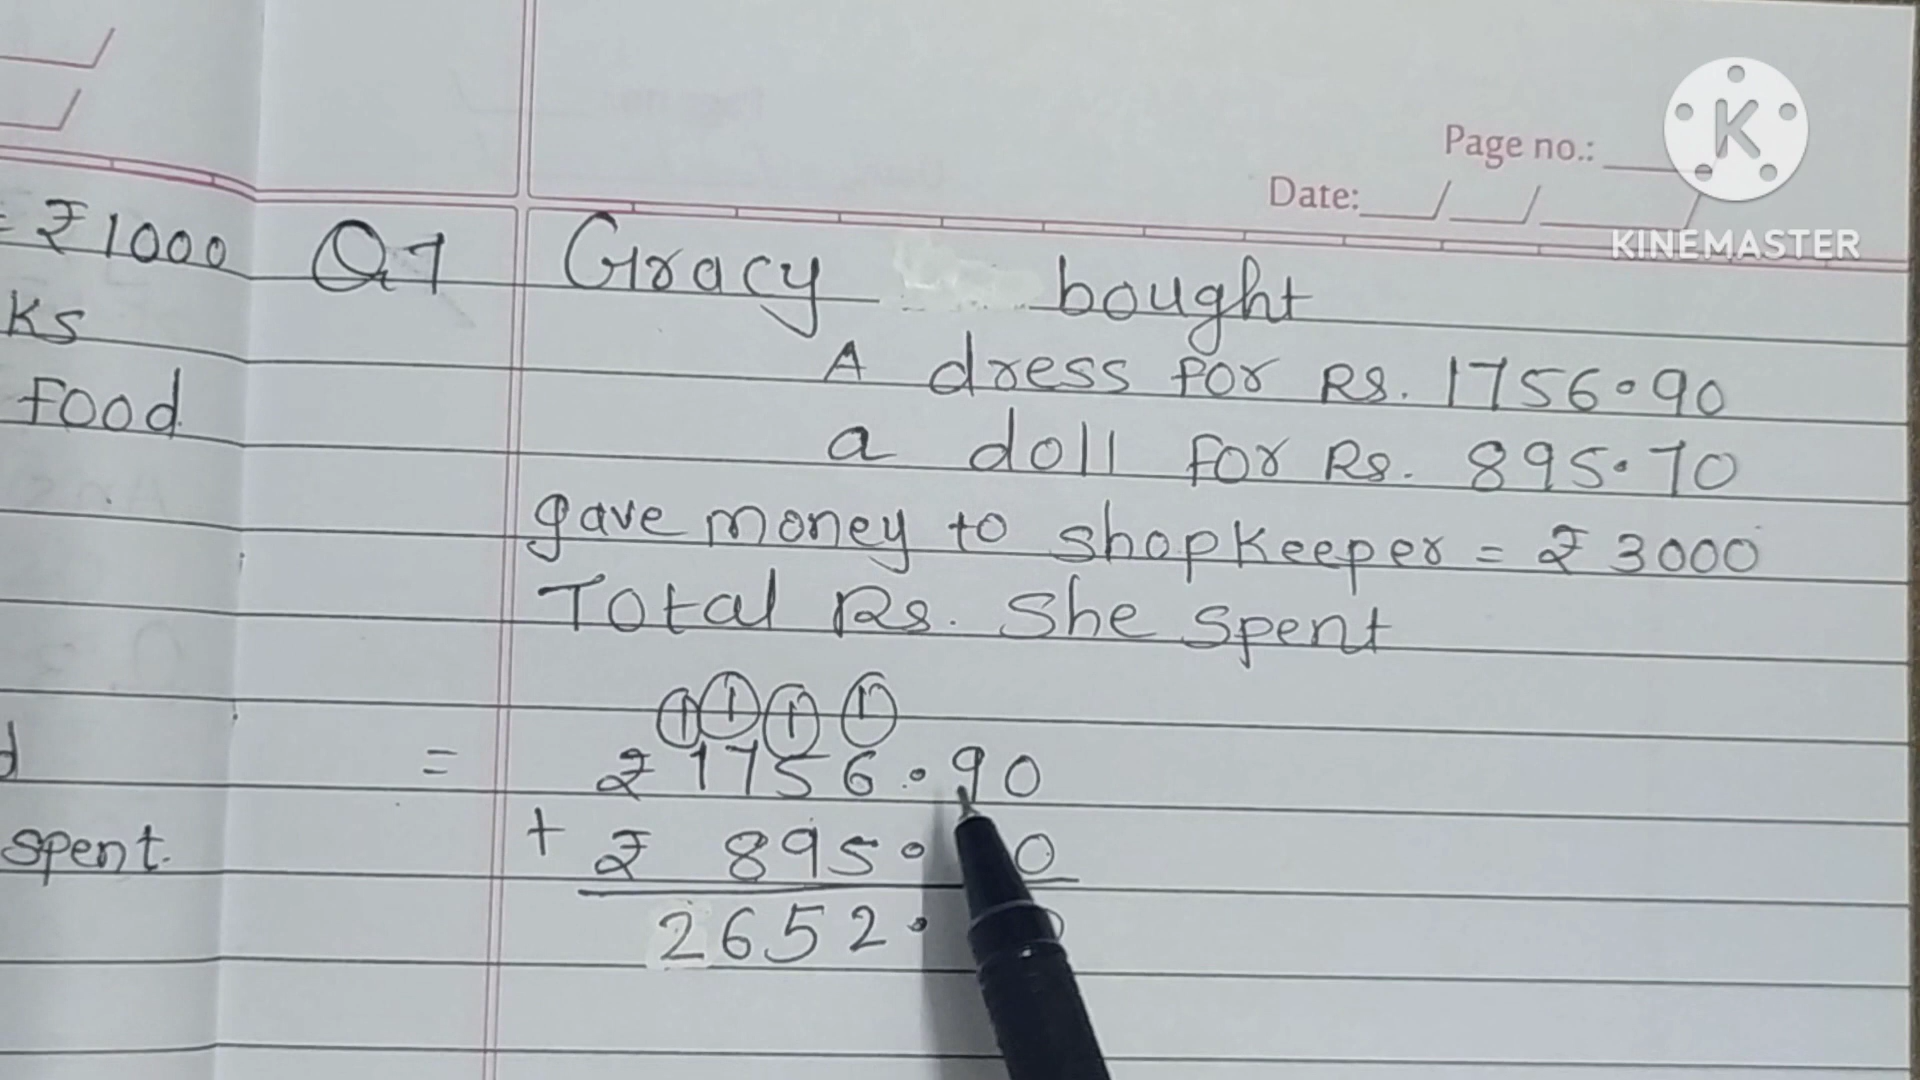 Page no.:
Date:
KINEMASTER
= ₹1000
Ks
Food
d
spent.
Q1 Gracy bought
A dress for Rs. 1756.90
a doll for Rs. 895.70
gave money to shopkeeper = ₹ 3000
Total Rs. She spent
1 1 1 1
= ₹ 1756.90
+ ₹ 895. 0
2652.